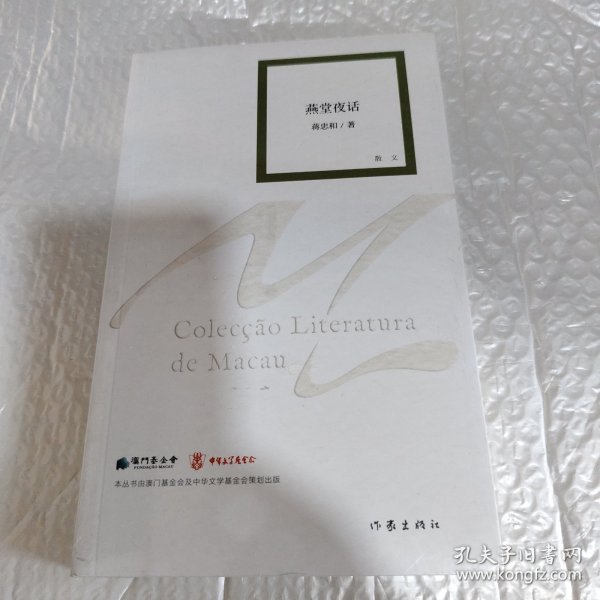 燕堂夜话
蒋忠和/著
散文
Colecção Literatura
de Macau
澳門基金會
FUNDAÇÃO MACAU
中华文学基金会
本丛书由澳门基金会及中华文学基金会策划出版
作家出版社
孔夫子旧书网
www.kongfz.com